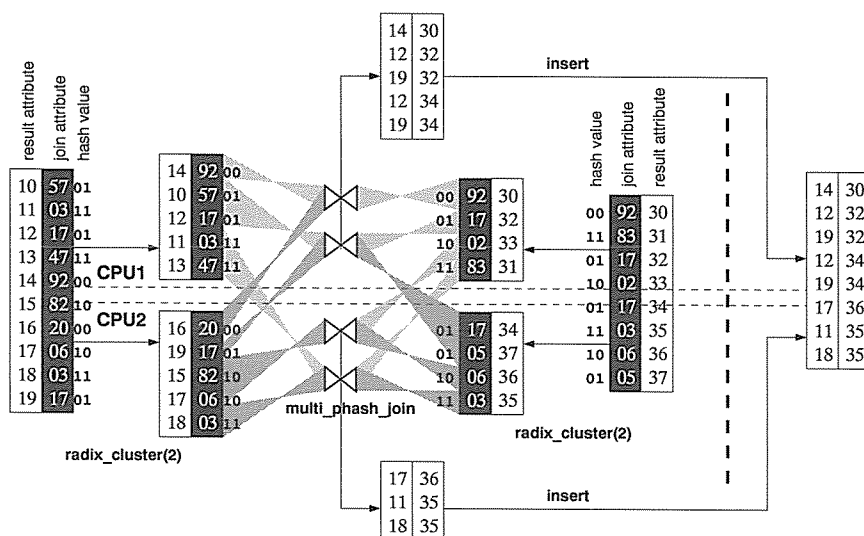 result attribute
join attribute
hash value
10 57 01
11 03 11
12 17 01
13 47 11
14 92 00
15 82 10
16 20 00
17 06 10
18 03 11
19 17 01
CPU1
CPU2
14 92 00
10 57 01
12 17 01
11 03 11
13 47 11
16 20 00
19 17 01
15 82 10
17 06 10
18 03 11
radix_cluster(2)
14 30
12 32
19 32
12 34
19 34
insert
multi_phash_join
17 36
11 35
18 35
insert
00 92 30
01 17 32
10 02 33
11 83 31
01 17 34
01 05 37
10 06 36
11 03 35
radix_cluster(2)
hash value
join attribute
result attribute
00 92 30
11 83 31
01 17 32
10 02 33
01 17 34
11 03 35
10 06 36
01 05 37
14 30
12 32
19 32
12 34
19 34
17 36
11 35
18 35